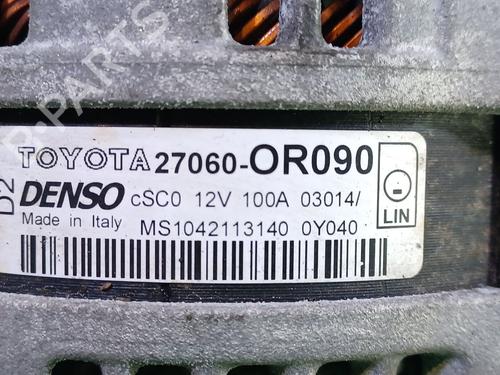 TOYOTA 27060-OR090
D2
DENSO cSC0 12V 100A 03014/
LIN
Made in Italy MS1042113140 0Y040